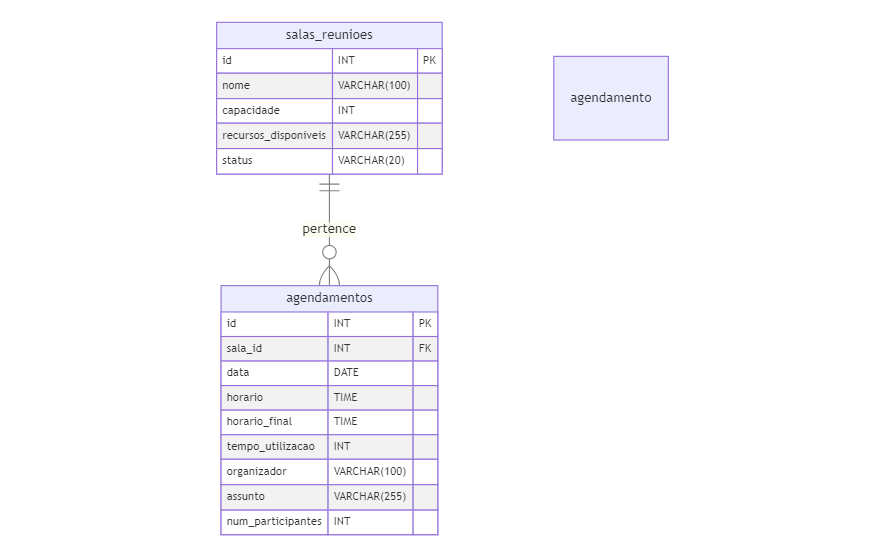 salas_reunioes
id INT PK
nome VARCHAR(100)
capacidade INT
recursos_disponiveis VARCHAR(255)
status VARCHAR(20)
agendamento
pertence
agendamentos
id INT PK
sala_id INT FK
data DATE
horario TIME
horario_final TIME
tempo_utilizacao INT
organizador VARCHAR(100)
assunto VARCHAR(255)
num_participantes INT